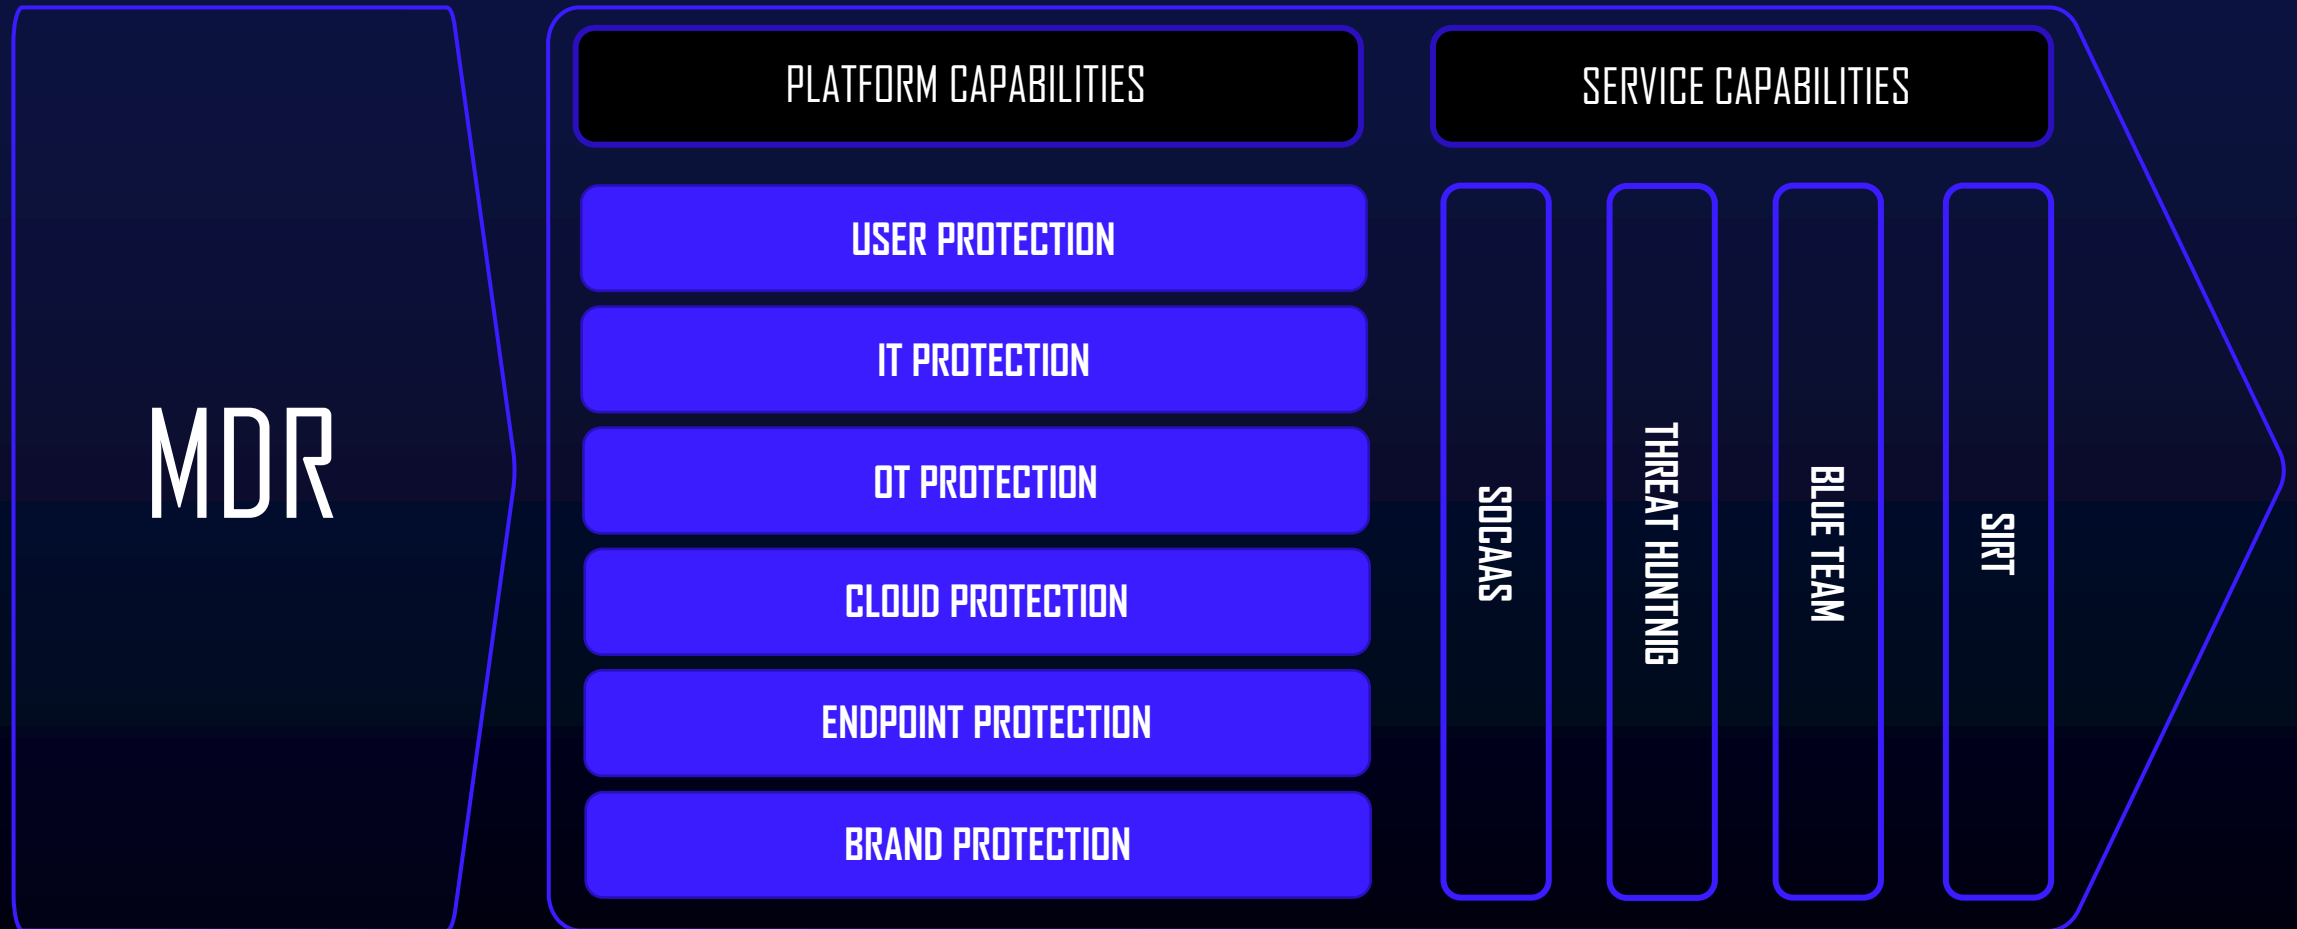 MDR
PLATFORM CAPABILITIES
USER PROTECTION
IT PROTECTION
OT PROTECTION
CLOUD PROTECTION
ENDPOINT PROTECTION
BRAND PROTECTION
SERVICE CAPABILITIES
SOCAAS
THREAT HUNTNIG
BLUE TEAM
SIRT